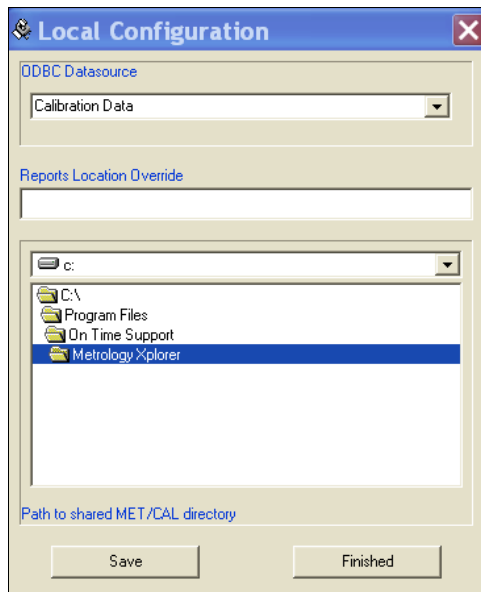 Local Configuration
ODBC Datasource
Calibration Data
Reports Location Override
c:
C:\
Program Files
On Time Support
Metrology Xplorer
Path to shared MET/CAL directory
Save Finished